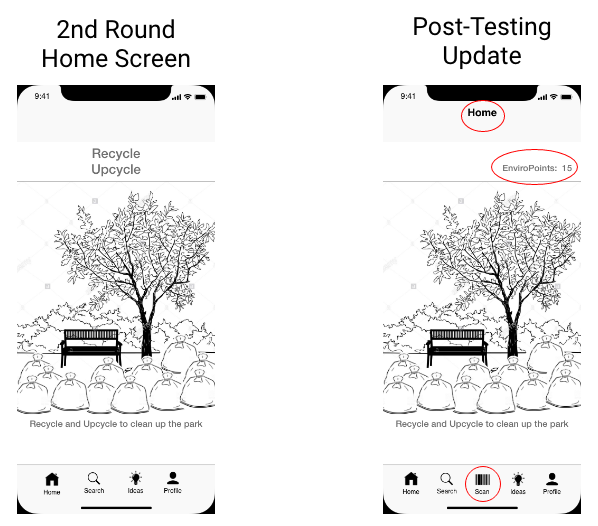 2nd Round
Home Screen
Post-Testing
Update
9:41
Recycle
Upcycle
Recycle and Upcycle to clean up the park
Home
Search
Ideas
Profile
9:41
Home
EnviroPoints: 15
Recycle and Upcycle to clean up the park
Home
Search
Scan
Ideas
Profile